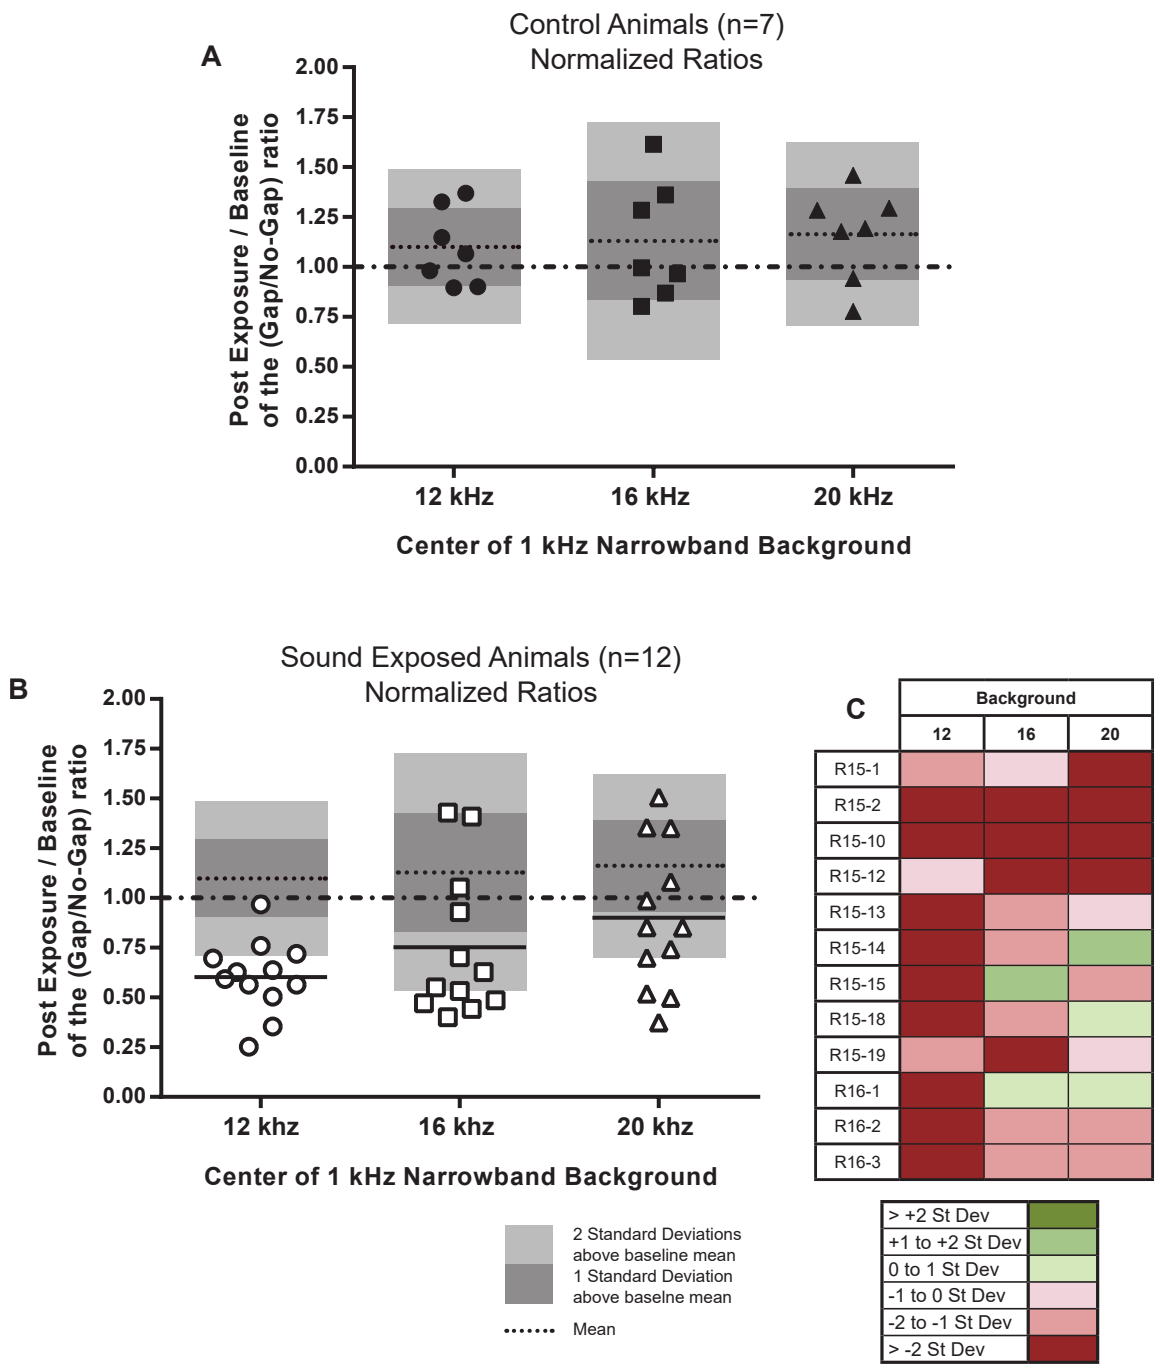 Control Animals (n=7)
Normalized Ratios
A
Post Exposure / Baseline
of the (Gap/No-Gap) ratio
2.00
1.75
1.50
1.25
1.00
0.75
0.50
0.25
0.00
12 kHz
16 kHz
20 kHz
Center of 1 kHz Narrowband Background
Sound Exposed Animals (n=12)
Normalized Ratios
B
Post Exposure / Baseline
of the (Gap/No-Gap) ratio
2.00
1.75
1.50
1.25
1.00
0.75
0.50
0.25
0.00
12 khz
16 khz
20 khz
Center of 1 kHz Narrowband Background
2 Standard Deviations
above baseline mean
1 Standard Deviation
above baselne mean
Mean
C
Background
12 16 20
R15-1
R15-2
R15-10
R15-12
R15-13
R15-14
R15-15
R15-18
R15-19
R16-1
R16-2
R16-3
> +2 St Dev
+1 to +2 St Dev
0 to 1 St Dev
-1 to 0 St Dev
-2 to -1 St Dev
> -2 St Dev